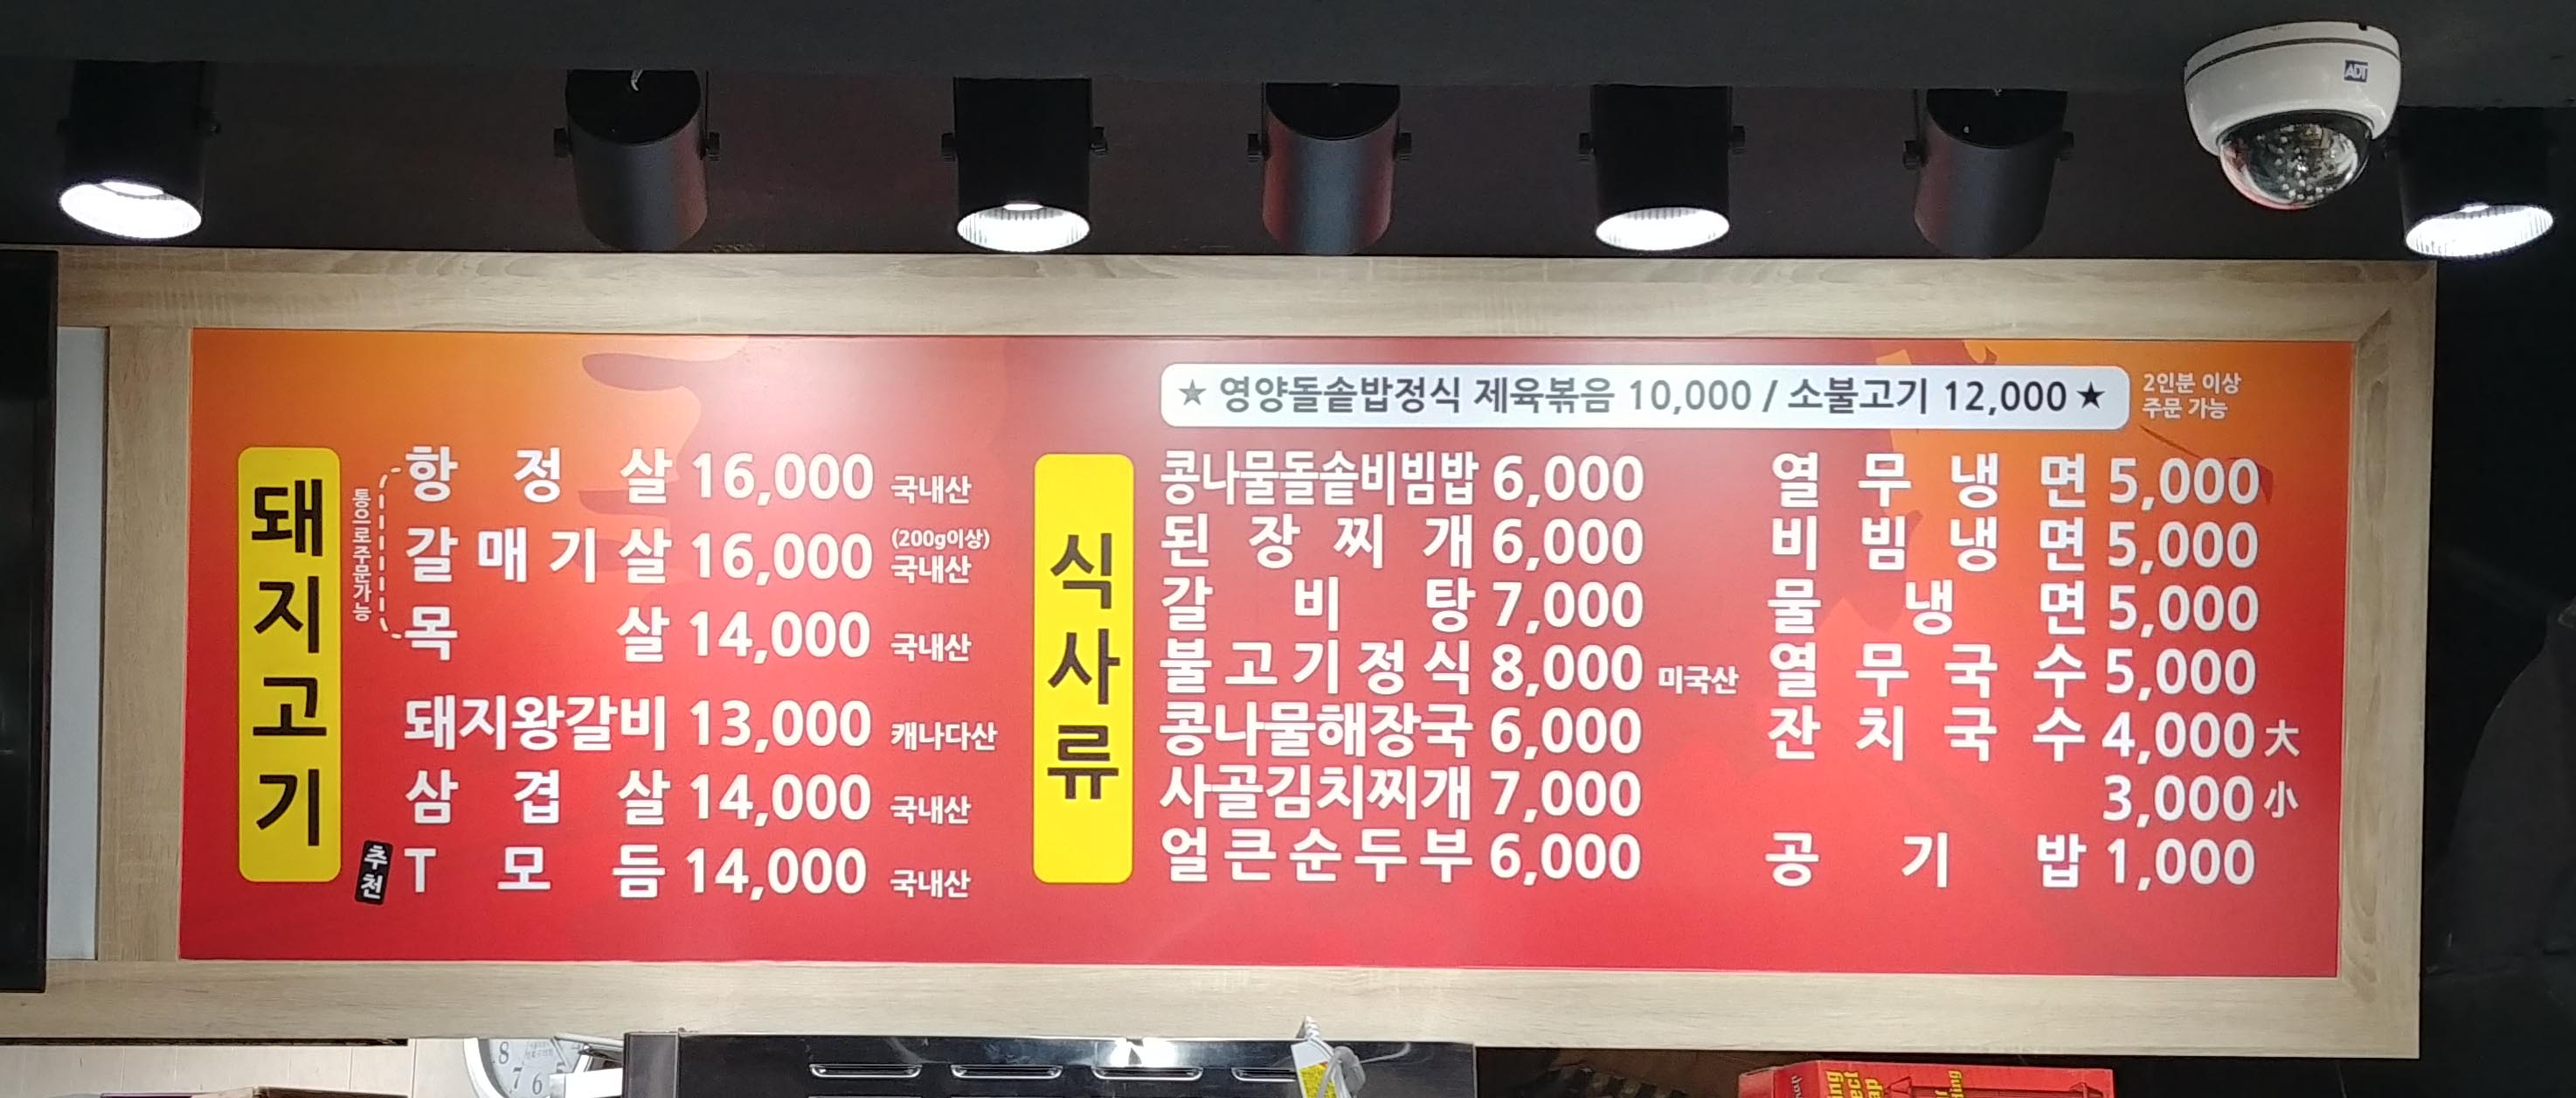 ADT
★ 영양돌솥밥정식 제육볶음 10,000 / 소불고기 12,000 ★
2인분 이상
주문 가능
돼지고기
통으로주문가능
항정살 16,000 국내산
갈매기살 16,000 (200g이상) 국내산
목살 14,000 국내산
돼지왕갈비 13,000 캐나다산
삼겹살 14,000 국내산
추천 T모듬 14,000 국내산
식사류
콩나물돌솥비빔밥 6,000
된장찌개 6,000
갈비탕 7,000
불고기정식 8,000 미국산
콩나물해장국 6,000
사골김치찌개 7,000
얼큰순두부 6,000
열무냉면 5,000
비빔냉면 5,000
물냉면 5,000
열무국수 5,000
잔치국수 4,000 大
3,000 小
공기밥 1,000
8
7
6